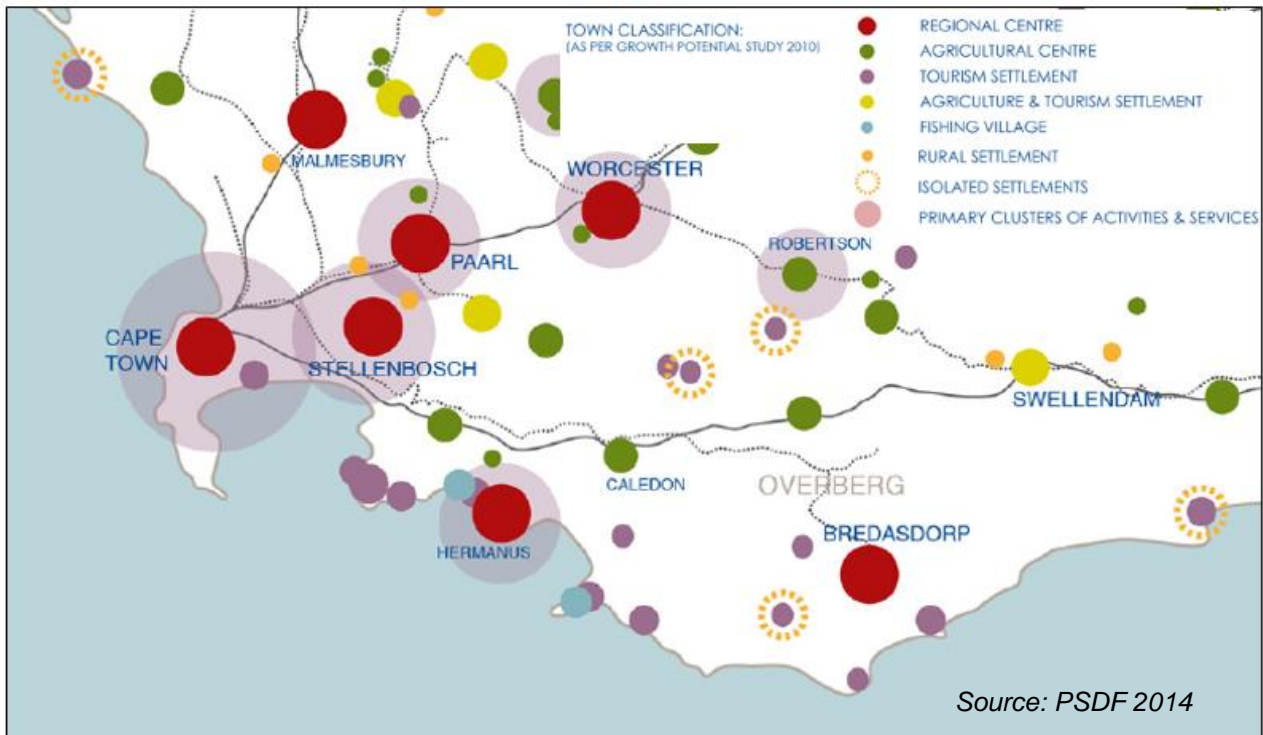 TOWN CLASSIFICATION:
(AS PER GROWTH POTENTIAL STUDY 2010)
REGIONAL CENTRE
AGRICULTURAL CENTRE
TOURISM SETTLEMENT
AGRICULTURE & TOURISM SETTLEMENT
FISHING VILLAGE
RURAL SETTLEMENT
ISOLATED SETTLEMENTS
PRIMARY CLUSTERS OF ACTIVITIES & SERVICES
MALMESBURY
WORCESTER
ROBERTSON
PAARL
CAPE
TOWN
STELLENBOSCH
SWELLENDAM
CALEDON
OVERBERG
BREDASDORP
HERMANUS
Source: PSDF 2014